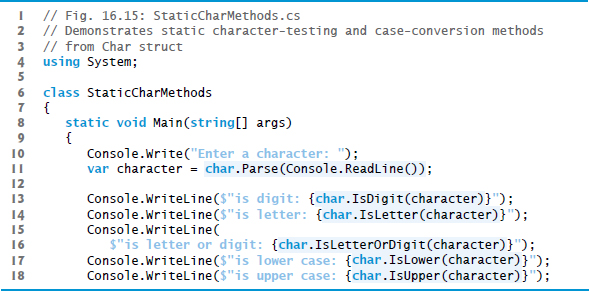 1 // Fig. 16.15: StaticCharMethods.cs
2 // Demonstrates static character-testing and case-conversion methods
3 // from Char struct
4 using System;
5
6 class StaticCharMethods
7 {
8 static void Main(string[] args)
9 {
10 Console.Write("Enter a character: ");
11 var character = char.Parse(Console.ReadLine());
12
13 Console.WriteLine($"is digit: {char.IsDigit(character)}");
14 Console.WriteLine($"is letter: {char.IsLetter(character)}");
15 Console.WriteLine(
16 $"is letter or digit: {char.IsLetterOrDigit(character)}");
17 Console.WriteLine($"is lower case: {char.IsLower(character)}");
18 Console.WriteLine($"is upper case: {char.IsUpper(character)}");